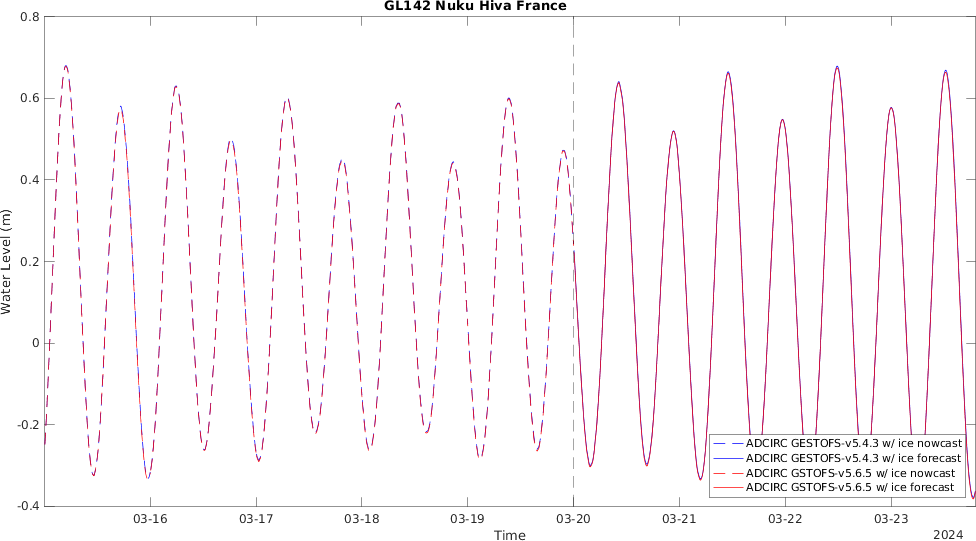 GL142 Nuku Hiva France
0.8
0.6
0.4
0.2
0
-0.2
-0.4
Water Level (m)
ADCIRC GESTOFS-v5.4.3 w/ ice nowcast
ADCIRC GESTOFS-v5.4.3 w/ ice forecast
ADCIRC GSTOFS-v5.6.5 w/ ice nowcast
ADCIRC GSTOFS-v5.6.5 w/ ice forecast
03-16 03-17 03-18 03-19 03-20 03-21 03-22 03-23
Time
2024